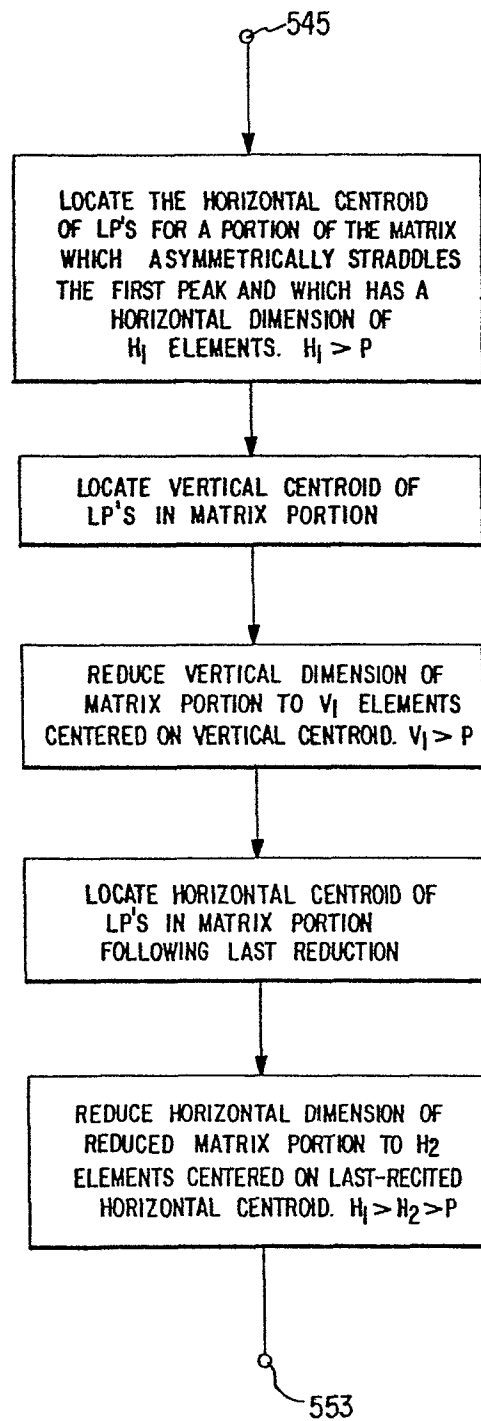 545
LOCATE THE HORIZONTAL CENTROID
OF LP'S FOR A PORTION OF THE MATRIX
WHICH ASYMMETRICALLY STRADDLES
THE FIRST PEAK AND WHICH HAS A
HORIZONTAL DIMENSION OF
H₁ ELEMENTS. H₁ > P
LOCATE VERTICAL CENTROID OF
LP'S IN MATRIX PORTION
REDUCE VERTICAL DIMENSION OF
MATRIX PORTION TO V₁ ELEMENTS
CENTERED ON VERTICAL CENTROID. V₁ > P
LOCATE HORIZONTAL CENTROID OF
LP'S IN MATRIX PORTION
FOLLOWING LAST REDUCTION
REDUCE HORIZONTAL DIMENSION OF
REDUCED MATRIX PORTION TO H₂
ELEMENTS CENTERED ON LAST-RECITED
HORIZONTAL CENTROID. H₁ > H₂ > P
553